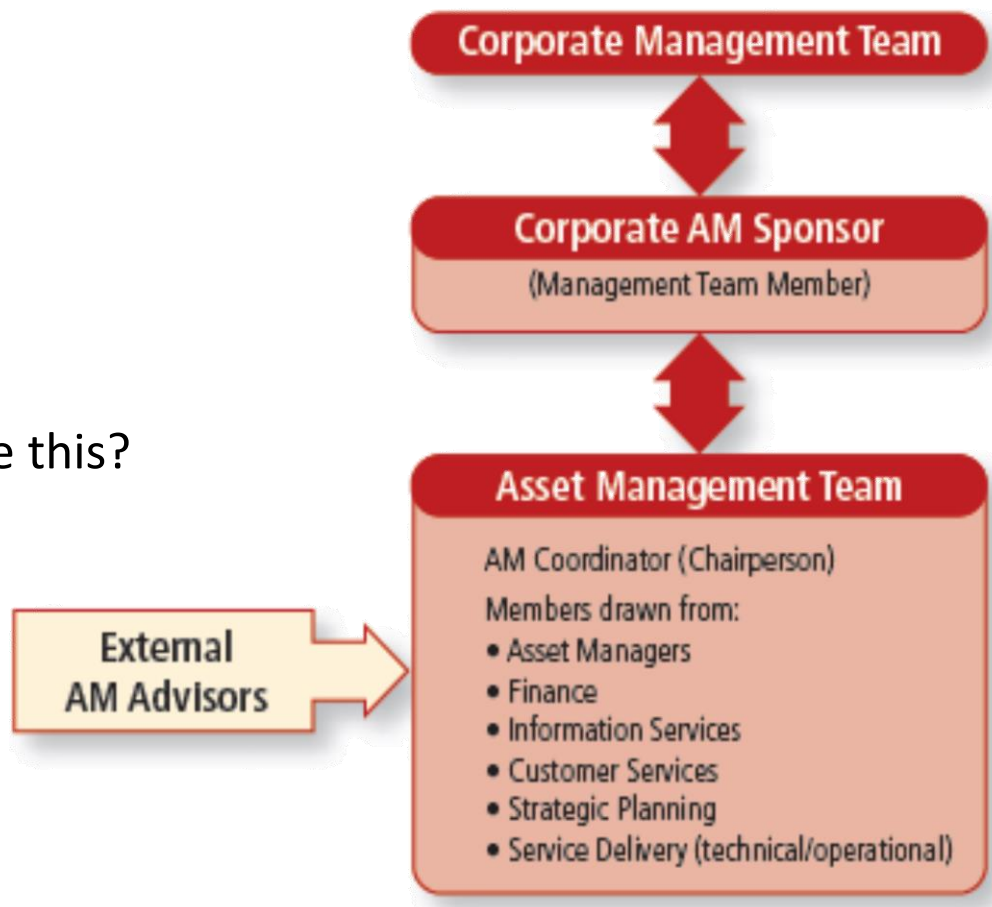 Corporate Management Team
Corporate AM Sponsor
(Management Team Member)
e this?
Asset Management Team
AM Coordinator (Chairperson)
Members drawn from:
• Asset Managers
• Finance
• Information Services
• Customer Services
• Strategic Planning
• Service Delivery (technical/operational)
External
AM Advisors